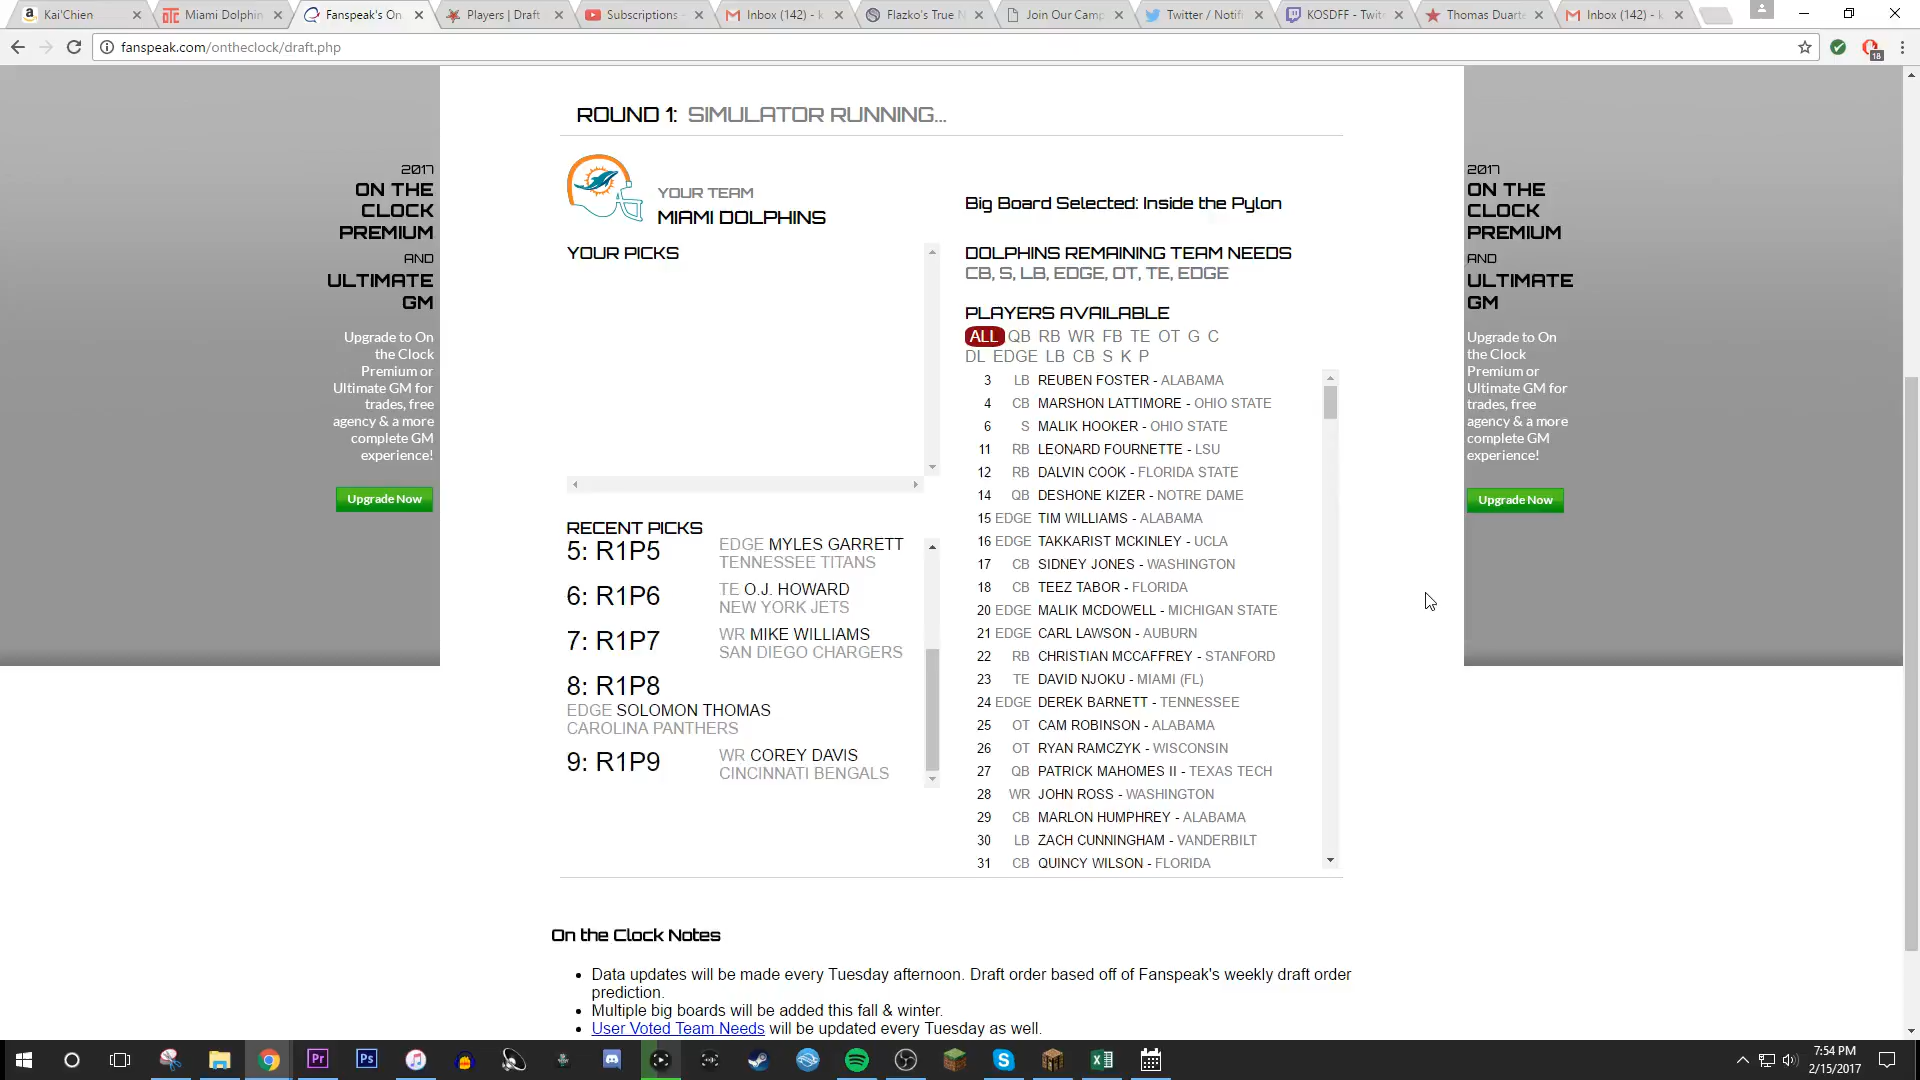 Kai'Chien
Miami Dolphin
Fanspeak's On
Players | Draft
Subscriptions -
Inbox (142) - k
Flazko's True N
Join Our Camp
Twitter / Notifi
KOSDFF - Twit
Thomas Duarte
Inbox (142) - k
fanspeak.com/ontheclock/draft.php
18
ROUND 1: SIMULATOR RUNNING...
2017
ON THE
CLOCK
PREMIUM
AND
ULTIMATE
GM
Upgrade to On
the Clock
Premium or
Ultimate GM for
trades, free
agency & a more
complete GM
experience!
Upgrade Now
YOUR TEAM
MIAMI DOLPHINS
YOUR PICKS
RECENT PICKS
5: R1P5 EDGE MYLES GARRETT
TENNESSEE TITANS
6: R1P6 TE O.J. HOWARD
NEW YORK JETS
7: R1P7 WR MIKE WILLIAMS
SAN DIEGO CHARGERS
8: R1P8
EDGE SOLOMON THOMAS
CAROLINA PANTHERS
9: R1P9 WR COREY DAVIS
CINCINNATI BENGALS
Big Board Selected: Inside the Pylon
DOLPHINS REMAINING TEAM NEEDS
CB, S, LB, EDGE, OT, TE, EDGE
PLAYERS AVAILABLE
ALL QB RB WR FB TE OT G C
DL EDGE LB CB S K P
3 LB REUBEN FOSTER - ALABAMA
4 CB MARSHON LATTIMORE - OHIO STATE
6 S MALIK HOOKER - OHIO STATE
11 RB LEONARD FOURNETTE - LSU
12 RB DALVIN COOK - FLORIDA STATE
14 QB DESHONE KIZER - NOTRE DAME
15 EDGE TIM WILLIAMS - ALABAMA
16 EDGE TAKKARIST MCKINLEY - UCLA
17 CB SIDNEY JONES - WASHINGTON
18 CB TEEZ TABOR - FLORIDA
20 EDGE MALIK MCDOWELL - MICHIGAN STATE
21 EDGE CARL LAWSON - AUBURN
22 RB CHRISTIAN MCCAFFREY - STANFORD
23 TE DAVID NJOKU - MIAMI (FL)
24 EDGE DEREK BARNETT - TENNESSEE
25 OT CAM ROBINSON - ALABAMA
26 OT RYAN RAMCZYK - WISCONSIN
27 QB PATRICK MAHOMES II - TEXAS TECH
28 WR JOHN ROSS - WASHINGTON
29 CB MARLON HUMPHREY - ALABAMA
30 LB ZACH CUNNINGHAM - VANDERBILT
31 CB QUINCY WILSON - FLORIDA
2017
ON THE
CLOCK
PREMIUM
AND
ULTIMATE
GM
Upgrade to On
the Clock
Premium or
Ultimate GM for
trades, free
agency & a more
complete GM
experience!
Upgrade Now
On the Clock Notes
• Data updates will be made every Tuesday afternoon. Draft order based off of Fanspeak's weekly draft order
prediction.
• Multiple big boards will be added this fall & winter.
• User Voted Team Needs will be updated every Tuesday as well.
Pr
Ps
7:54 PM
2/15/2017